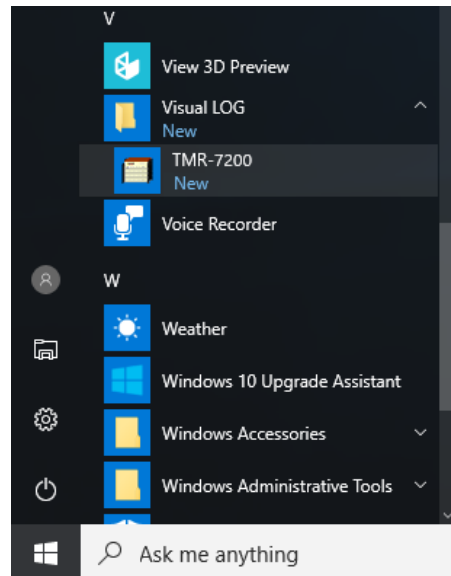 V
View 3D Preview
Visual LOG
New
TMR-7200
New
Voice Recorder
W
Weather
Windows 10 Upgrade Assistant
Windows Accessories
Windows Administrative Tools
Ask me anything